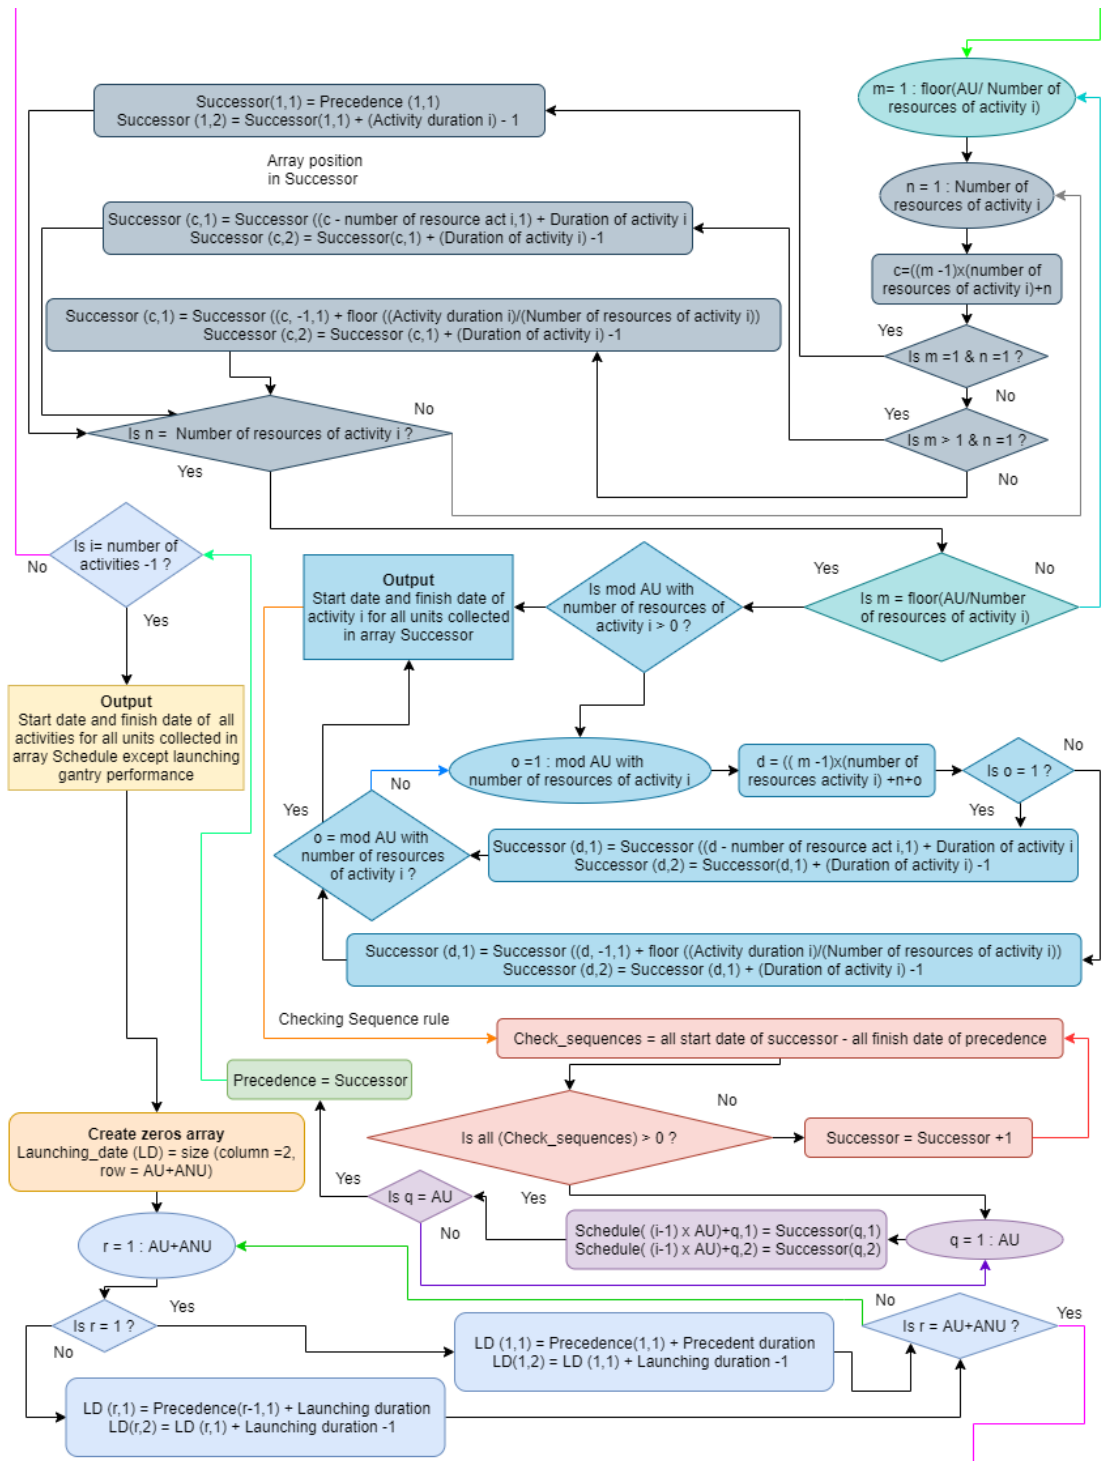 m= 1 : floor(AU/ Number of
resources of activity i)
Successor(1,1) = Precedence (1,1)
Successor (1,2) = Successor(1,1) + (Activity duration i) - 1
Array position
in Successor
n = 1 : Number of
resources of activity i
Successor (c,1) = Successor ((c - number of resource act i,1) + Duration of activity i
Successor (c,2) = Successor(c,1) + (Duration of activity i) -1
c=((m -1)x(number of
resources of activity i)+n
Successor (c,1) = Successor ((c, -1,1) + floor ((Activity duration i)/(Number of resources of activity i))
Successor (c,2) = Successor (c,1) + (Duration of activity i) -1
Yes
Is m =1 & n =1 ?
No
Yes
Is m > 1 & n =1 ?
No
No
Is n = Number of resources of activity i ?
Yes
Is i= number of
activities -1 ?
No
Yes
Output
Start date and finish date of
activity i for all units collected
in array Successor
Is mod AU with
number of resources of
activity i > 0 ?
Yes
No
Is m = floor(AU/Number
of resources of activity i)
Output
Start date and finish date of all
activities for all units collected in
array Schedule except launching
gantry performance
o =1 : mod AU with
number of resources of activity i
d = (( m -1)x(number of
resources activity i) +n+o
Is o = 1 ?
No
Yes
No
Yes
o = mod AU with
number of resources
of activity i ?
Successor (d,1) = Successor ((d - number of resource act i,1) + Duration of activity i
Successor (d,2) = Successor(d,1) + (Duration of activity i) -1
Successor (d,1) = Successor ((d, -1,1) + floor ((Activity duration i)/(Number of resources of activity i))
Successor (d,2) = Successor (d,1) + (Duration of activity i) -1
Checking Sequence rule
Check_sequences = all start date of successor - all finish date of precedence
Precedence = Successor
No
Is all (Check_sequences) > 0 ?
Successor = Successor +1
Create zeros array
Launching_date (LD) = size (column =2,
row = AU+ANU)
Yes
Is q = AU
Yes
No
Schedule( (i-1) x AU)+q,1) = Successor(q,1)
Schedule( (i-1) x AU)+q,2) = Successor(q,2)
q = 1 : AU
r = 1 : AU+ANU
Is r = 1 ?
Yes
No
LD (1,1) = Precedence(1,1) + Precedent duration
LD(1,2) = LD (1,1) + Launching duration -1
No
Is r = AU+ANU ?
Yes
LD (r,1) = Precedence(r-1,1) + Launching duration
LD(r,2) = LD (r,1) + Launching duration -1